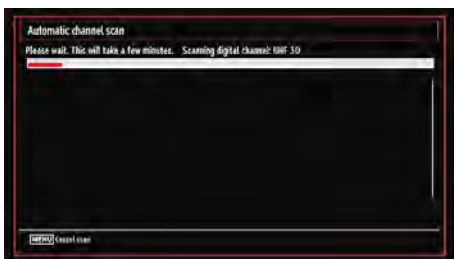 Automatic channel scan
Please wait. This will take a few minutes. Scanning digital channel: UHF 30
MENU Cancel scan